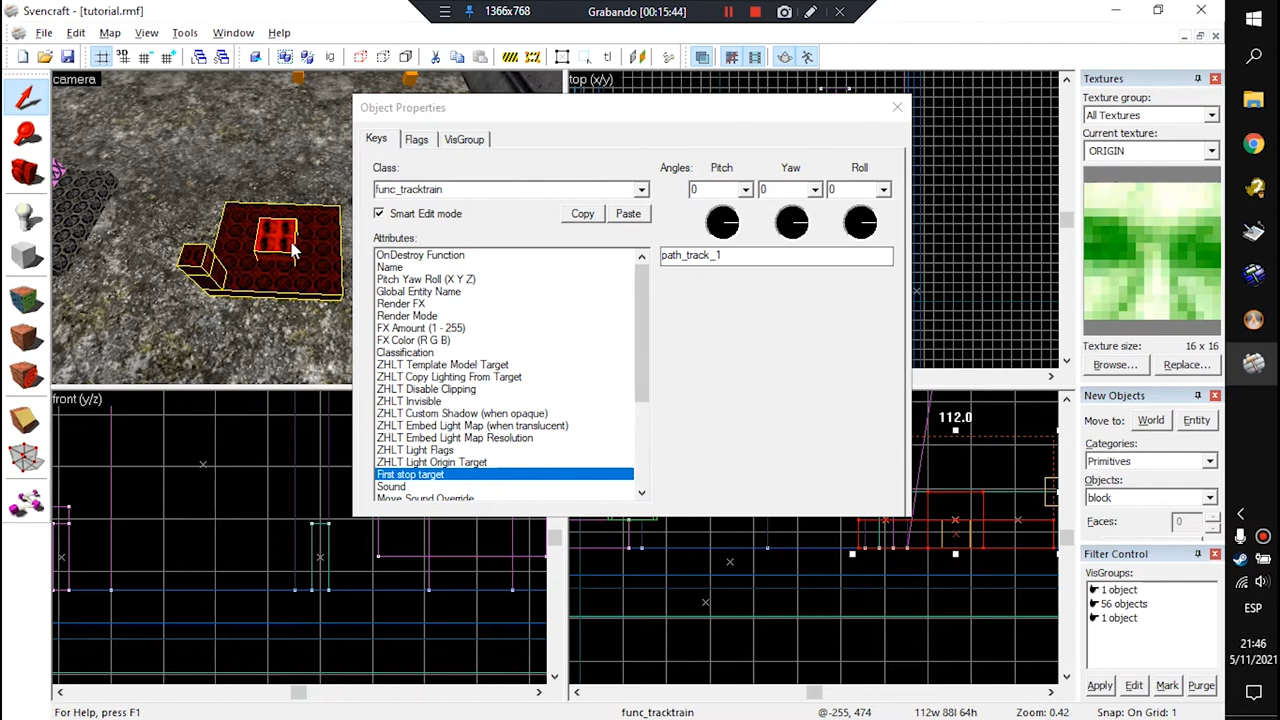 Svencraft - [tutorial.rmf]
1366x768
Grabando [00:15:44]
File Edit Map View Tools Window Help
3D
ig
tl
camera
top (x/y)
front (y/z)
112.0
Object Properties
Keys Flags VisGroup
Class:
func_tracktrain
Smart Edit mode
Copy Paste
Angles: Pitch Yaw Roll
0 0 0
Attributes:
path_track_1
OnDestroy Function
Name
Pitch Yaw Roll (X Y Z)
Global Entity Name
Render FX
Render Mode
FX Amount (1 - 255)
FX Color (R G B)
Classification
ZHLT Template Model Target
ZHLT Copy Lighting From Target
ZHLT Disable Clipping
ZHLT Invisible
ZHLT Custom Shadow (when opaque)
ZHLT Embed Light Map (when translucent)
ZHLT Embed Light Map Resolution
ZHLT Light Flags
ZHLT Light Origin Target
First stop target
Sound
Move Sound Override
Textures
Texture group:
All Textures
Current texture:
ORIGIN
Texture size: 16 x 16
Browse... Replace...
New Objects
Move to: World Entity
Categories:
Primitives
Objects:
block
Faces: 0
Filter Control
VisGroups:
1 object
56 objects
1 object
Apply Edit Mark Purge
ESP
21:46
5/11/2021
For Help, press F1
func_tracktrain
@-255, 474
112w 88l 64h
Zoom: 0.42
Snap: On Grid: 1